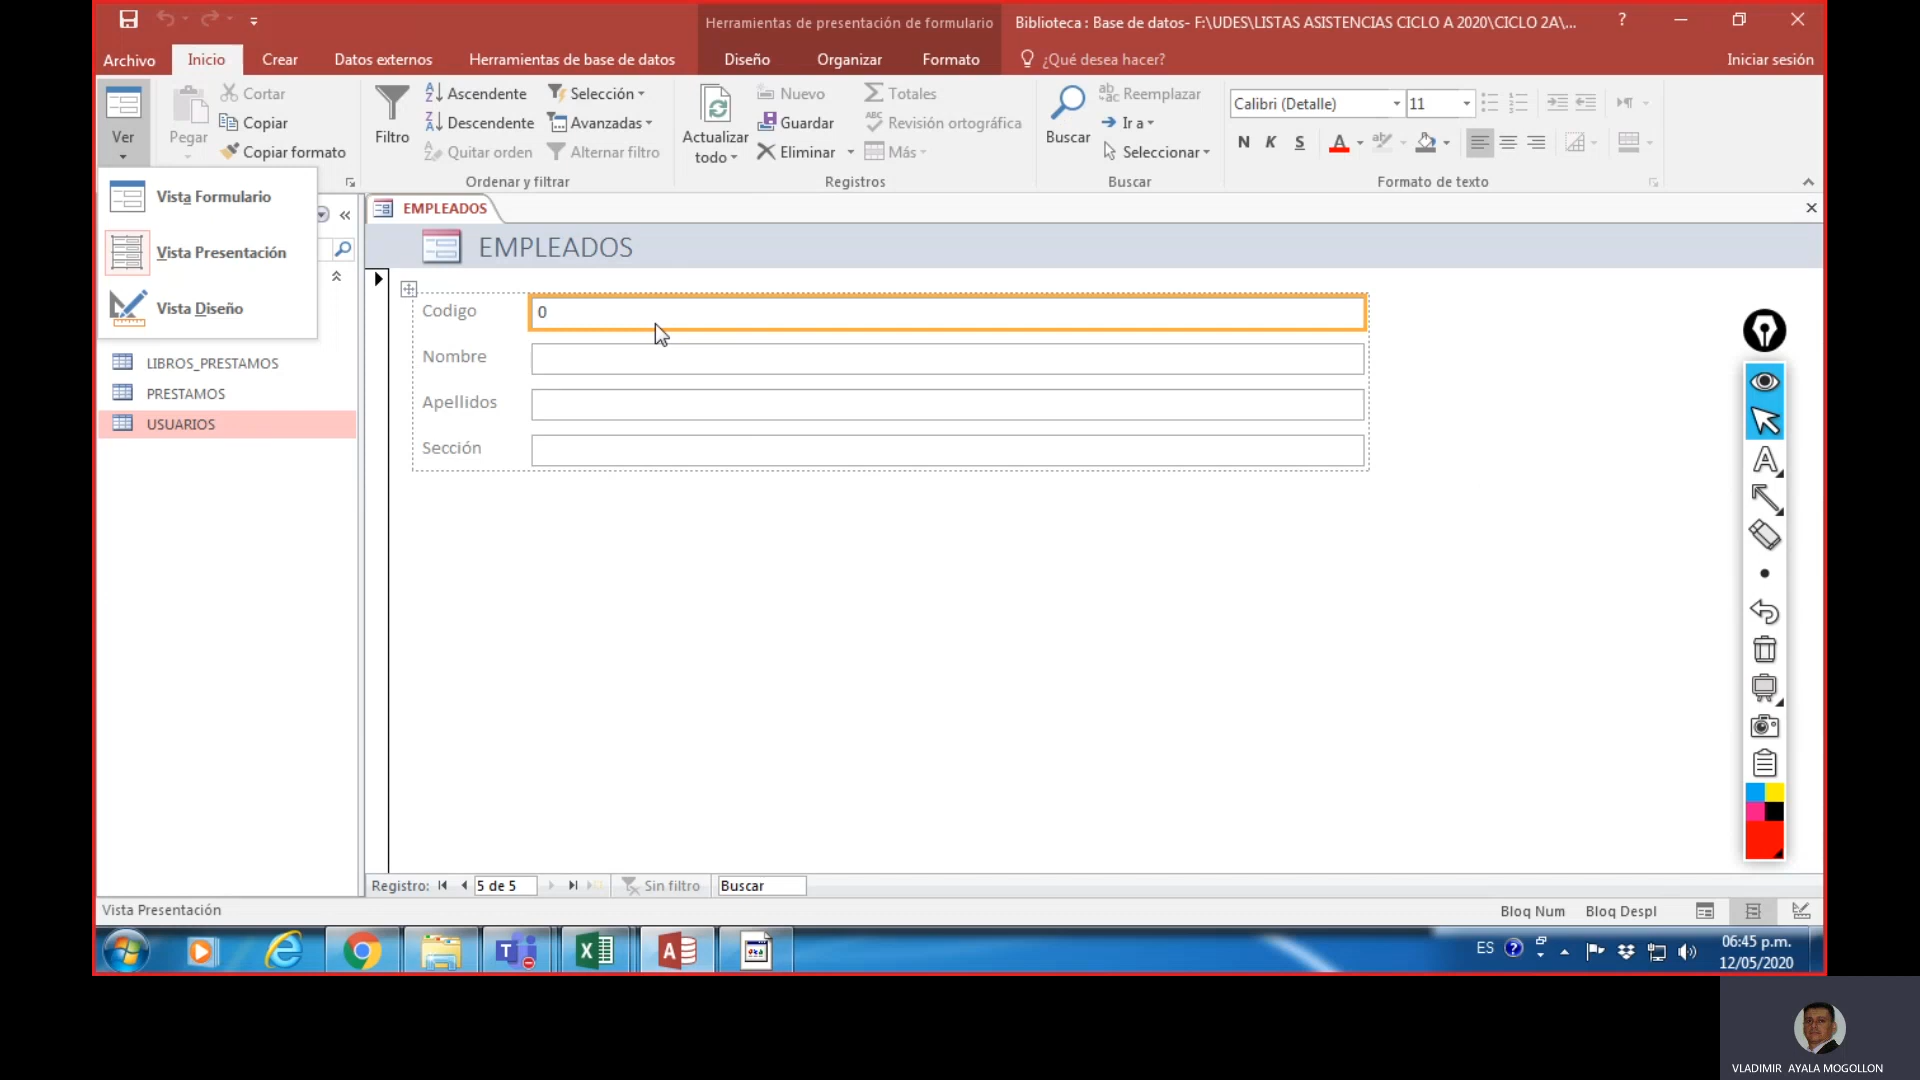 Herramientas de presentación de formulario
Biblioteca : Base de datos- F:\UDES\LISTAS ASISTENCIAS CICLO A 2020\CICLO 2A\...
?
Archivo
Inicio
Crear
Datos externos
Herramientas de base de datos
Diseño
Organizar
Formato
¿Qué desea hacer?
Iniciar sesión
Ver
Pegar
Cortar
Copiar
Copiar formato
Filtro
Ascendente
Descendente
Quitar orden
Selección
Avanzadas
Alternar filtro
Ordenar y filtrar
Actualizar
todo
Nuevo
Guardar
Eliminar
Totales
Revisión ortográfica
Más
Registros
Buscar
Reemplazar
Ir a
Seleccionar
Buscar
Calibri (Detalle)
11
N K S
Formato de texto
Vista Formulario
Vista Presentación
Vista Diseño
LIBROS_PRESTAMOS
PRESTAMOS
USUARIOS
EMPLEADOS
EMPLEADOS
Codigo
0
Nombre
Apellidos
Sección
Registro:
5 de 5
Sin filtro
Buscar
Vista Presentación
Bloq Num
Bloq Despl
ES
06:45 p.m.
12/05/2020
VLADIMIR AYALA MOGOLLON